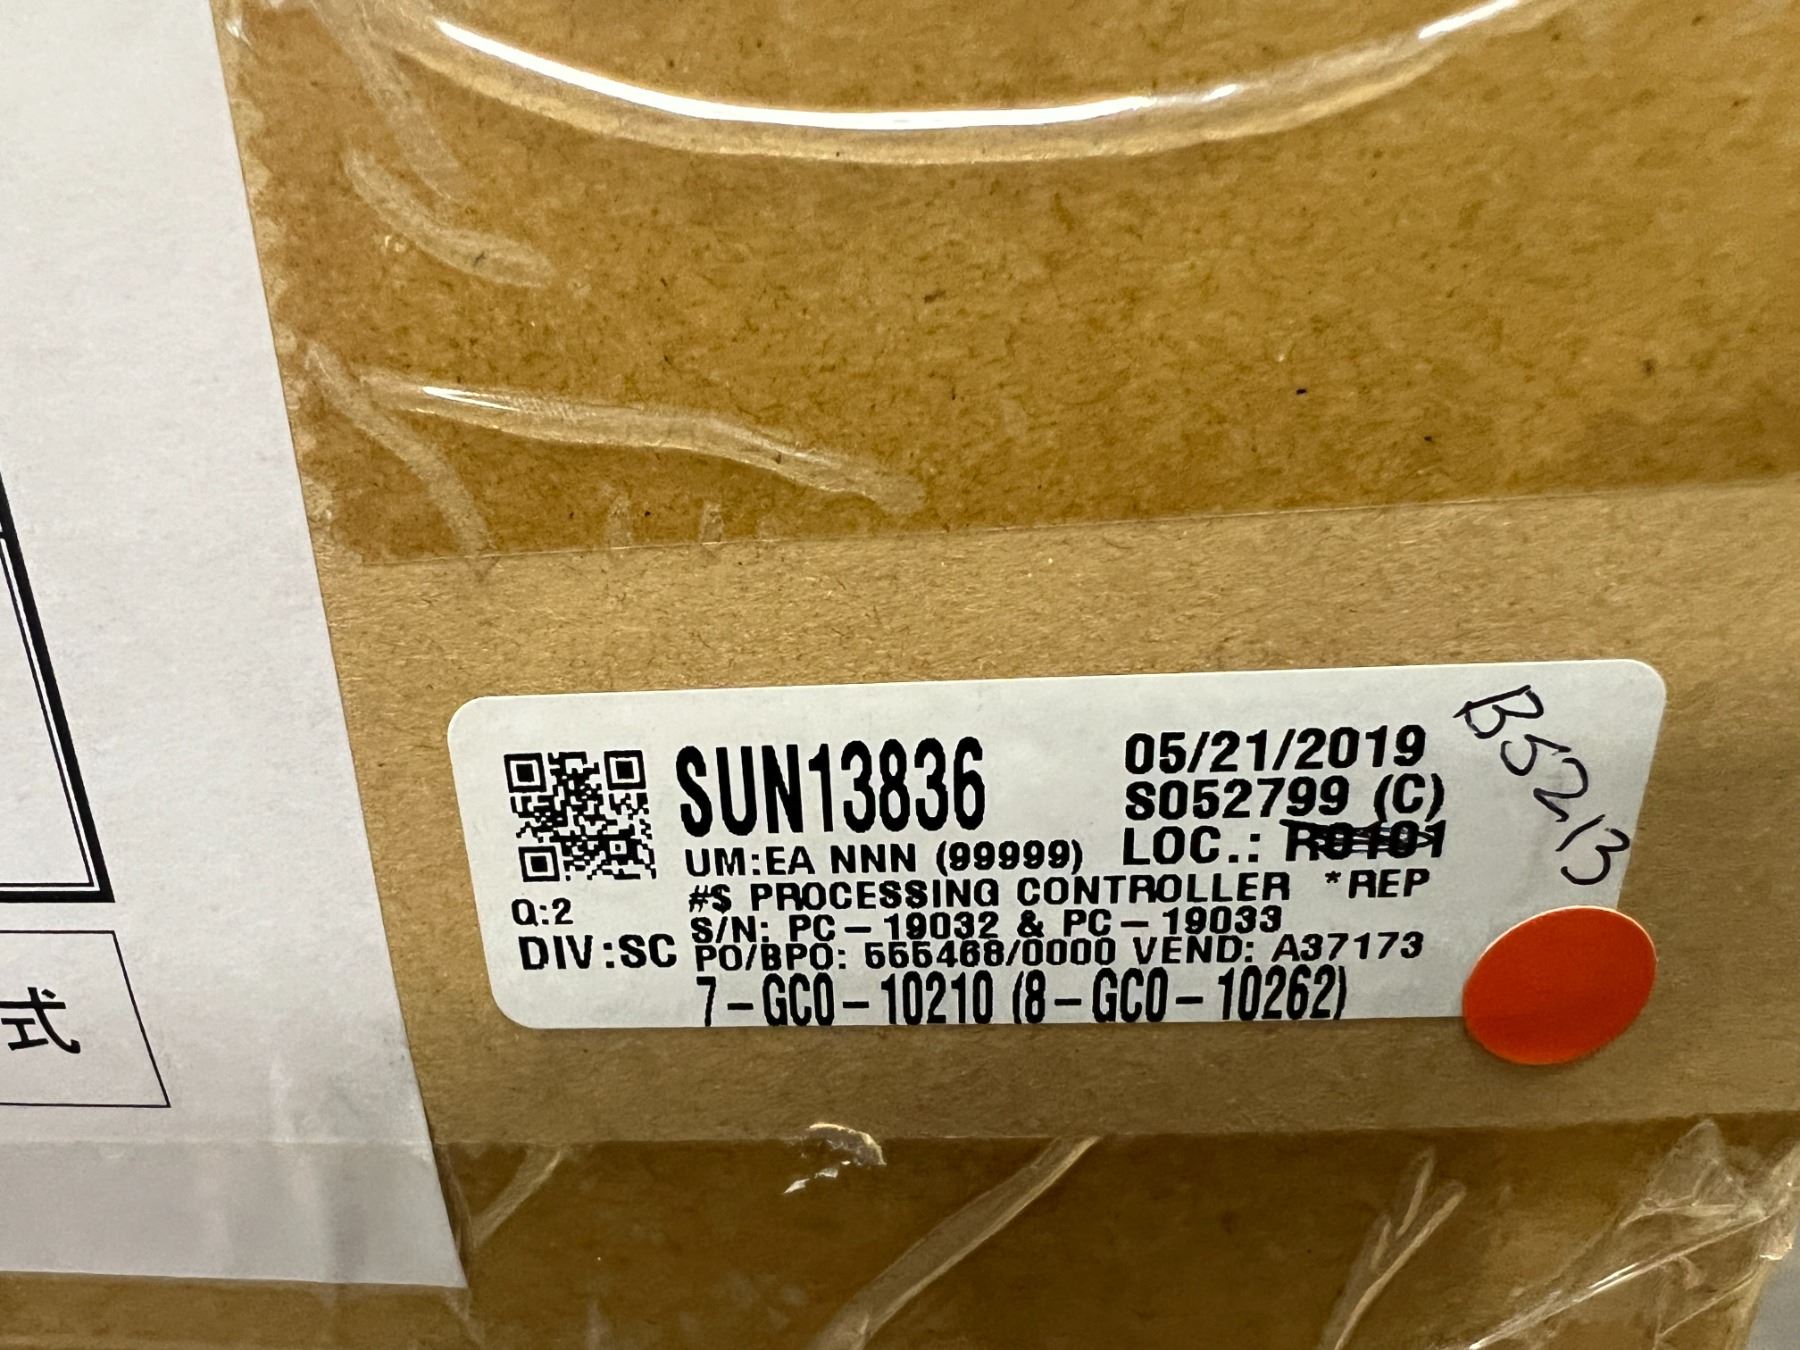 SUN13836
05/21/2019
S052799 (C)
UM:EA NNN (99999)
LOC.: R0101
B5213
#$ PROCESSING CONTROLLER *REP
Q:2
S/N: PC-19032 & PC-19033
DIV:SC
PO/BPO: 555468/0000 VEND: A37173
7-GC0-10210 (8-GC0-10262)
式